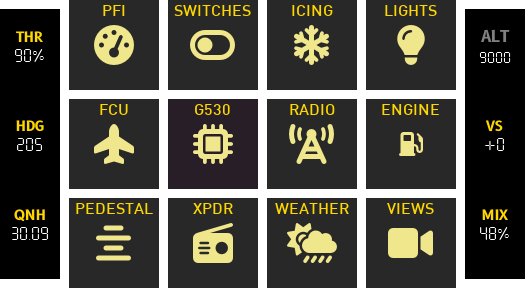 PFI
SWITCHES
ICING
LIGHTS
THR
90%
ALT
9000
FCU
G530
RADIO
ENGINE
HDG
205
VS
+0
PEDESTAL
XPDR
WEATHER
VIEWS
QNH
30.09
MIX
48%